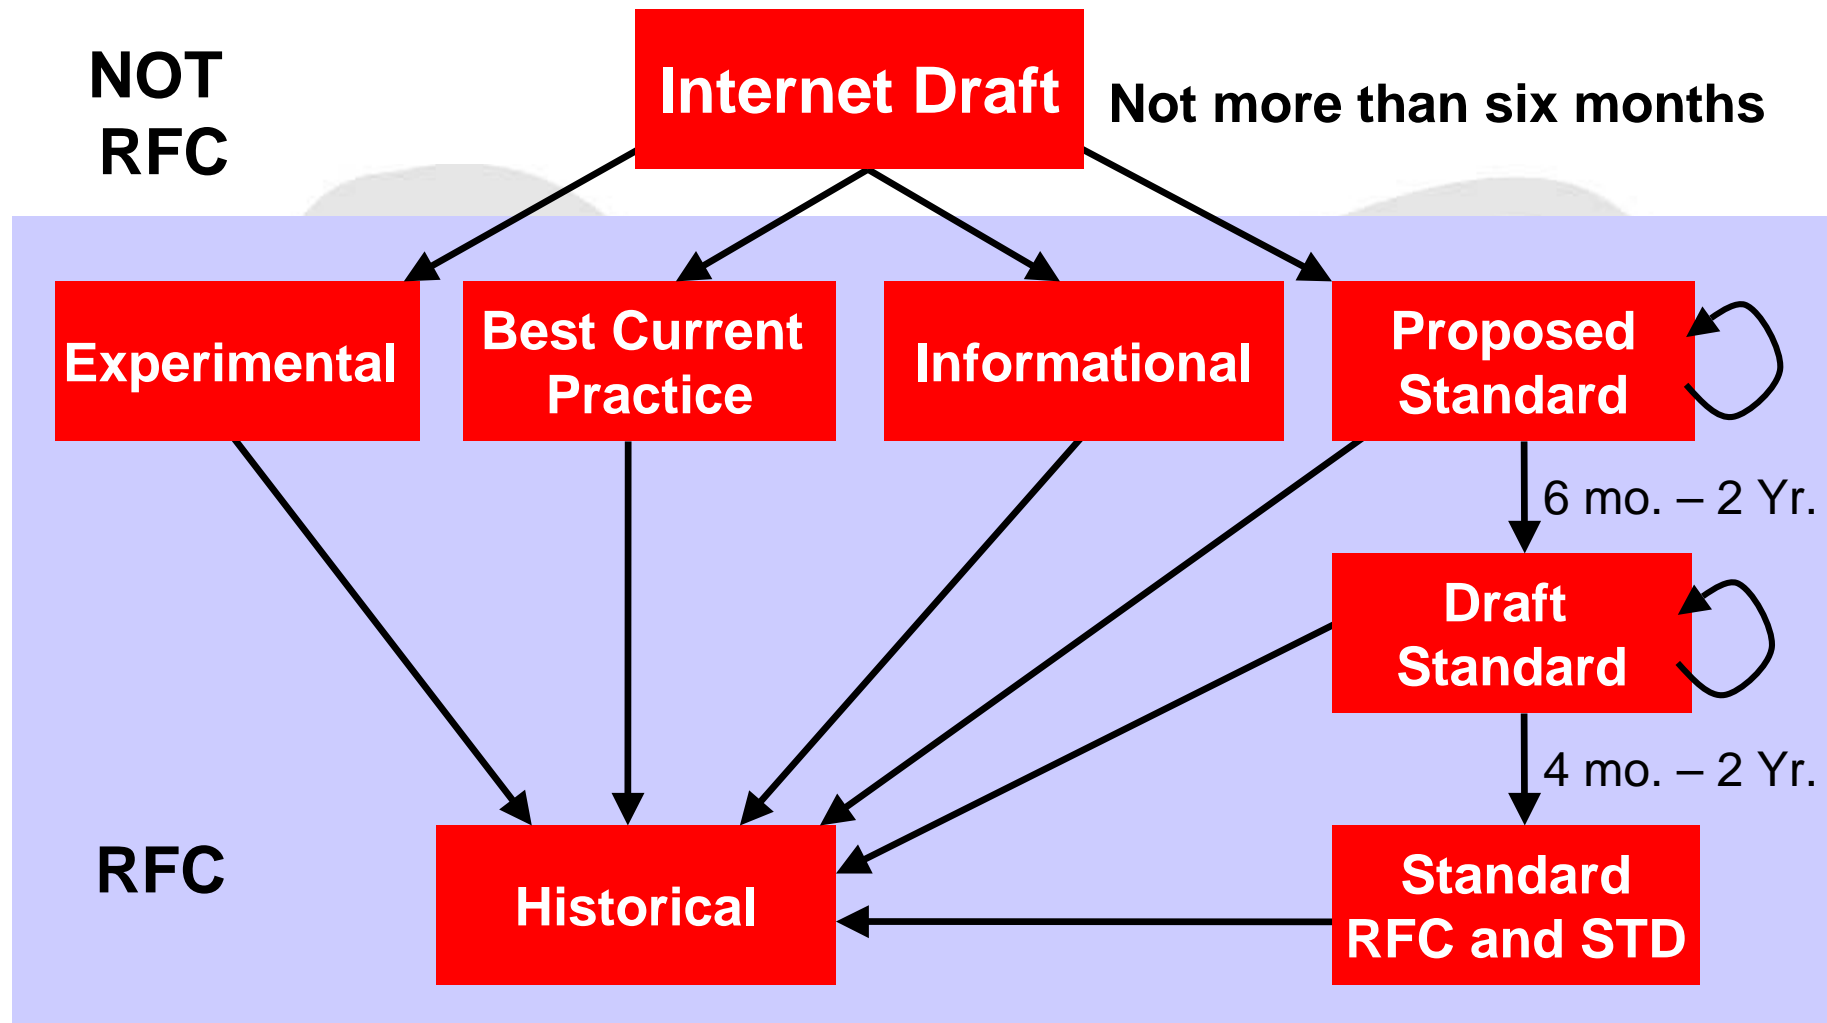 NOT
RFC
Internet Draft
Not more than six months
Experimental
Best Current
Practice
Informational
Proposed
Standard
6 mo. – 2 Yr.
Draft
Standard
4 mo. – 2 Yr.
RFC
Historical
Standard
RFC and STD